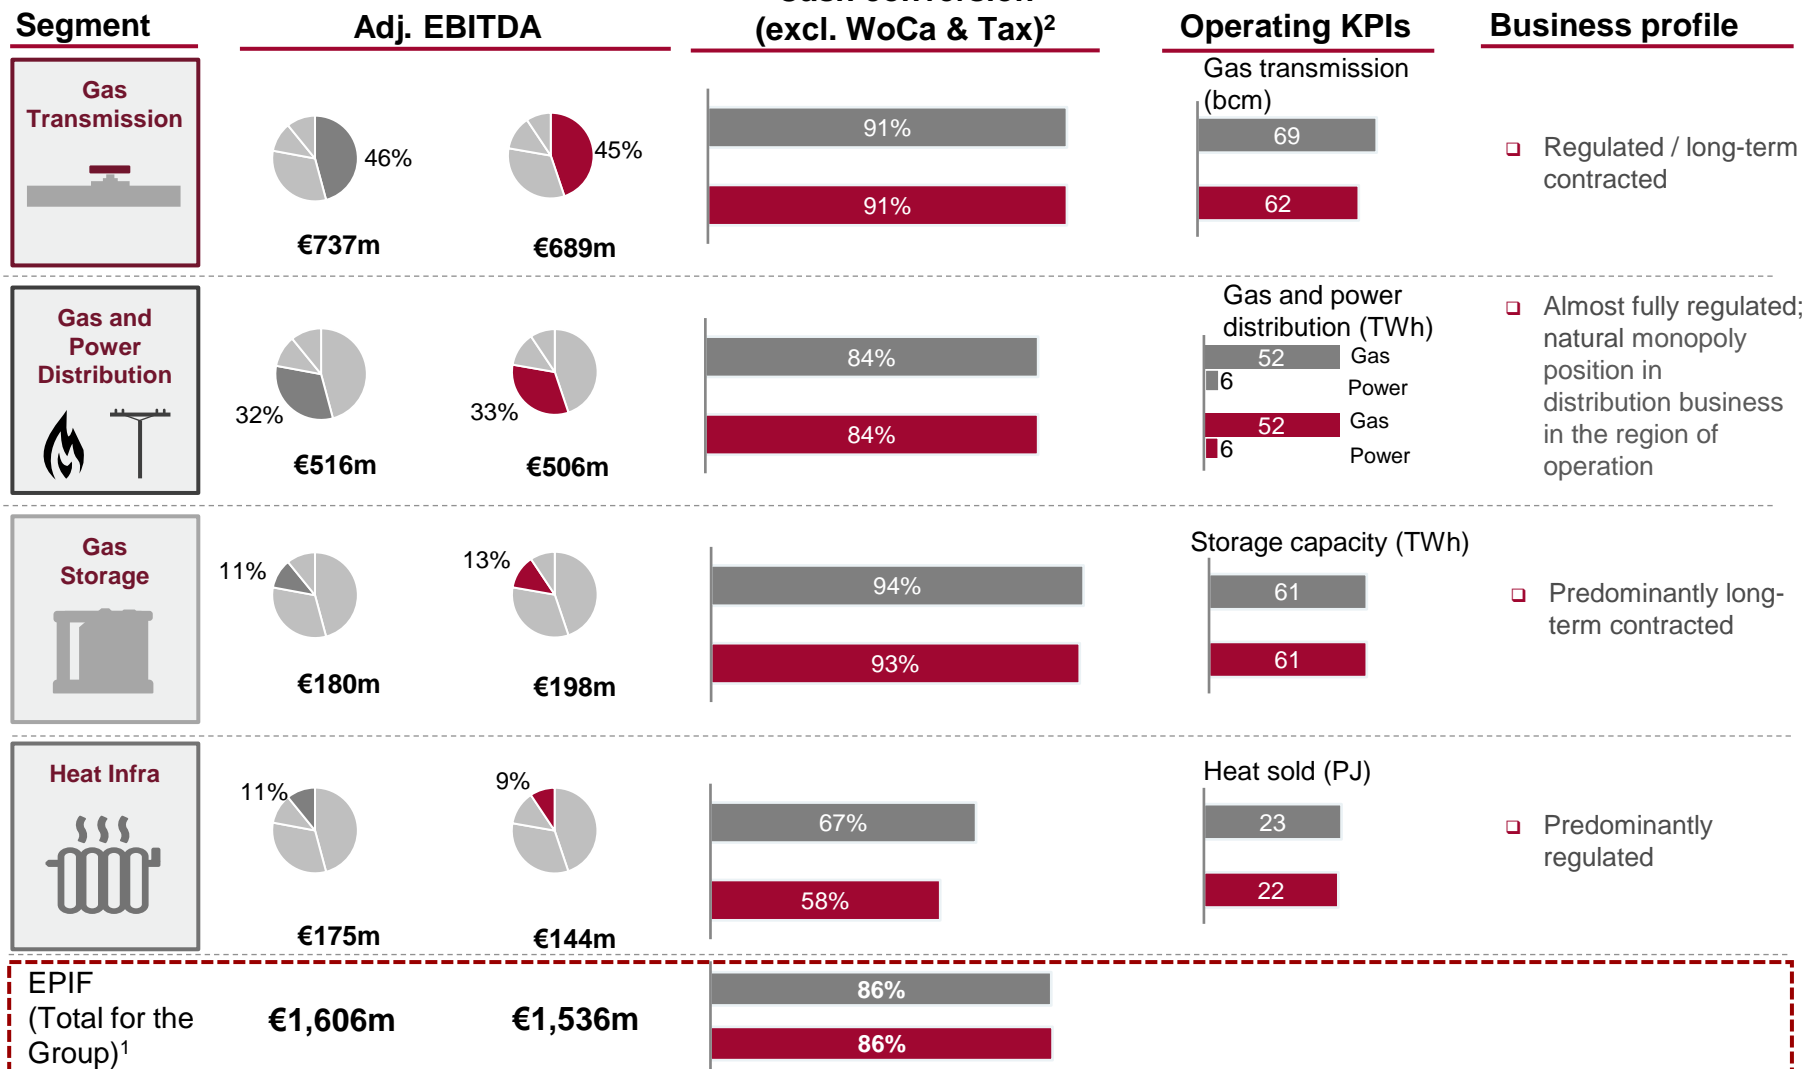 Segment
Adj. EBITDA
(excl. WoCa & Tax)2
Operating KPIs
Business profile
Gas
Transmission
46%
€737m
45%
€689m
91%
91%
Gas transmission
(bcm)
69
62
❑ Regulated / long-term
contracted
Gas and
Power
Distribution
32%
€516m
33%
€506m
84%
84%
Gas and power
distribution (TWh)
52 Gas
6 Power
52 Gas
6 Power
❑ Almost fully regulated;
natural monopoly
position in
distribution business
in the region of
operation
Gas
Storage
11%
€180m
13%
€198m
94%
93%
Storage capacity (TWh)
61
61
❑ Predominantly long-
term contracted
Heat Infra
11%
€175m
9%
€144m
67%
58%
Heat sold (PJ)
23
22
❑ Predominantly
regulated
EPIF
(Total for the
Group)1
€1,606m
€1,536m
86%
86%